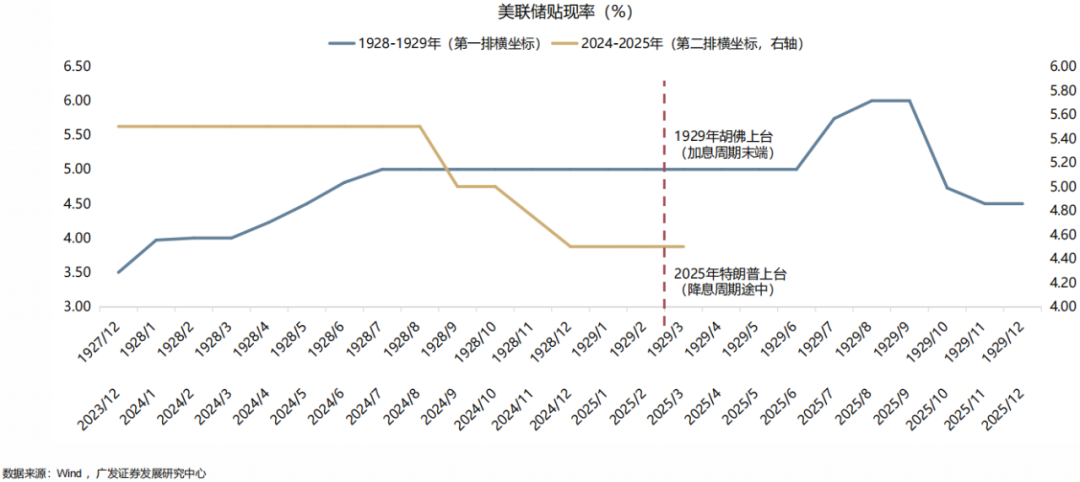 美联储贴现率（%）
1928-1929年（第一排横坐标） 2024-2025年（第二排横坐标，右轴）
6.50
6.00
5.50
5.00
4.50
4.00
3.50
3.00
6.00
5.80
5.60
5.40
5.20
5.00
4.80
4.60
4.40
4.20
4.00
1929年胡佛上台
（加息周期末端）
2025年特朗普上台
（降息周期途中）
1927/12 1928/1 1928/2 1928/3 1928/4 1928/5 1928/6 1928/7 1928/8 1928/9 1928/10 1928/11 1928/12 1929/1 1929/2 1929/3 1929/4 1929/5 1929/6 1929/7 1929/8 1929/9 1929/10 1929/11 1929/12
2023/12 2024/1 2024/2 2024/3 2024/4 2024/5 2024/6 2024/7 2024/8 2024/9 2024/10 2024/11 2024/12 2025/1 2025/2 2025/3 2025/4 2025/5 2025/6 2025/7 2025/8 2025/9 2025/10 2025/11 2025/12
数据来源：Wind，广发证券发展研究中心